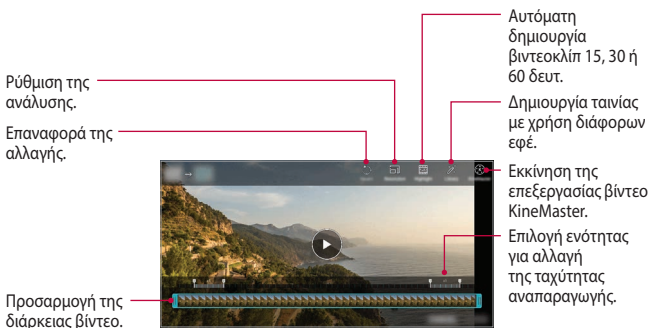 Ρύθμιση της
ανάλυσης.
Επαναφορά της
αλλαγής.
Προσαρμογή της
διάρκειας βίντεο.
Αυτόματη
δημιουργία
βιντεοκλίπ 15, 30 ή
60 δευτ.
Δημιουργία ταινίας
με χρήση διάφορων
εφέ.
Εκκίνηση της
επεξεργασίας βίντεο
KineMaster.
Επιλογή ενότητας
για αλλαγή
της ταχύτητας
αναπαραγωγής.